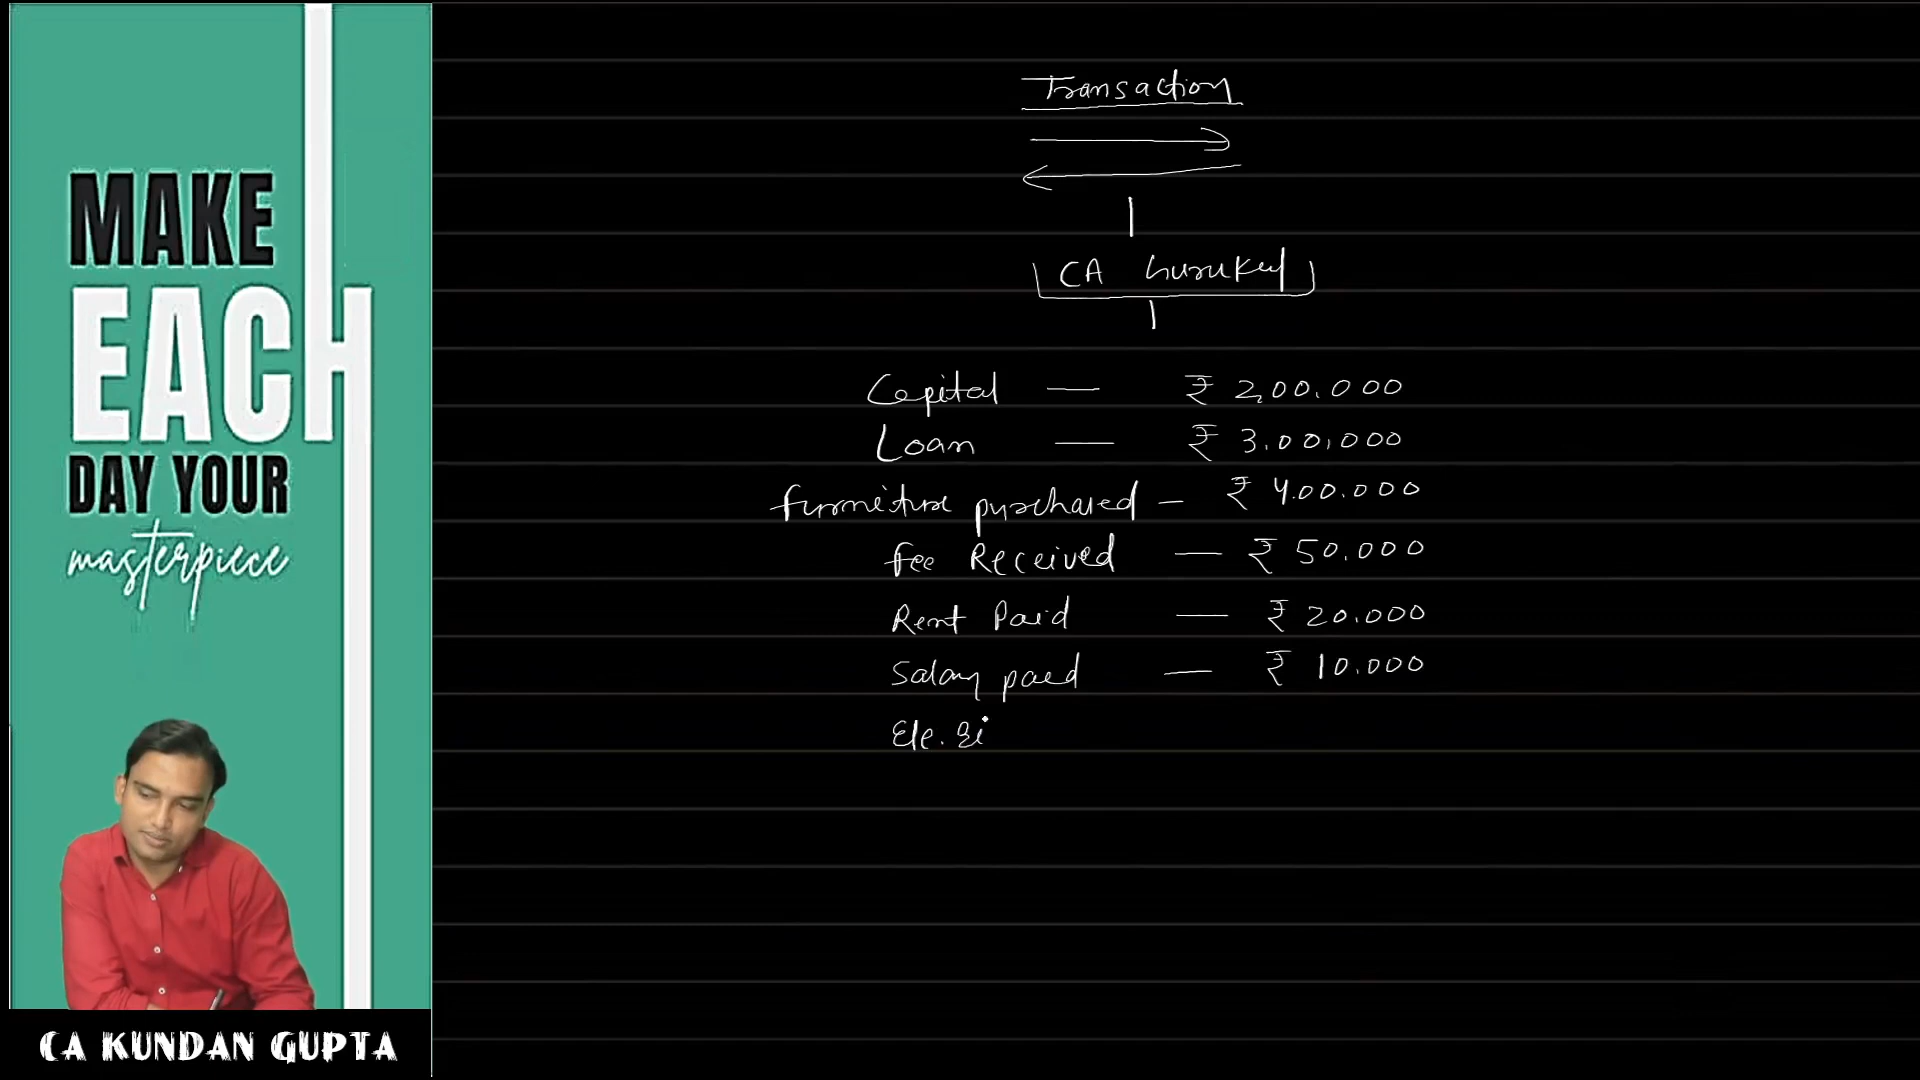 MAKE
EACH
DAY YOUR
masterpiece
CA KUNDAN GUPTA
Transaction
CA Gurukul
Capital — ₹ 2,00,000
Loan — ₹ 3,00,000
furniture purchased — ₹ 4,00,000
fee Received — ₹ 50,000
Rent Paid — ₹ 20,000
Salary paid — ₹ 10,000
Ele.